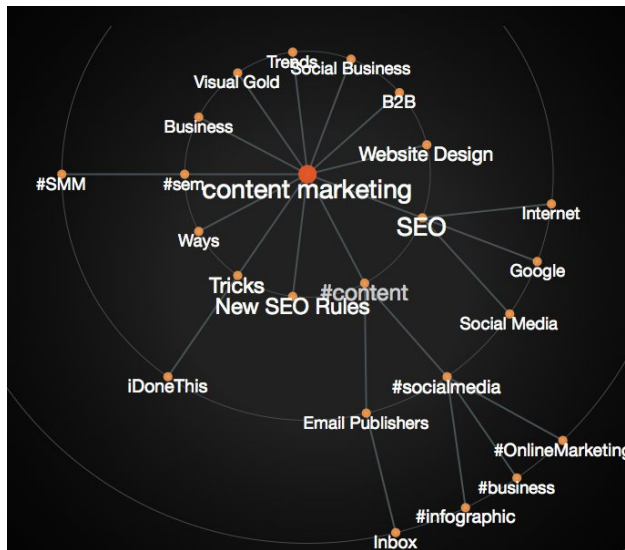 Trends
Social Business
Visual Gold
B2B
Business
Website Design
#SMM
#sem
content marketing
Internet
SEO
Ways
Google
Tricks
#content
New SEO Rules
Social Media
iDoneThis
#socialmedia
Email Publishers
#OnlineMarketing
#business
#infographic
Inbox